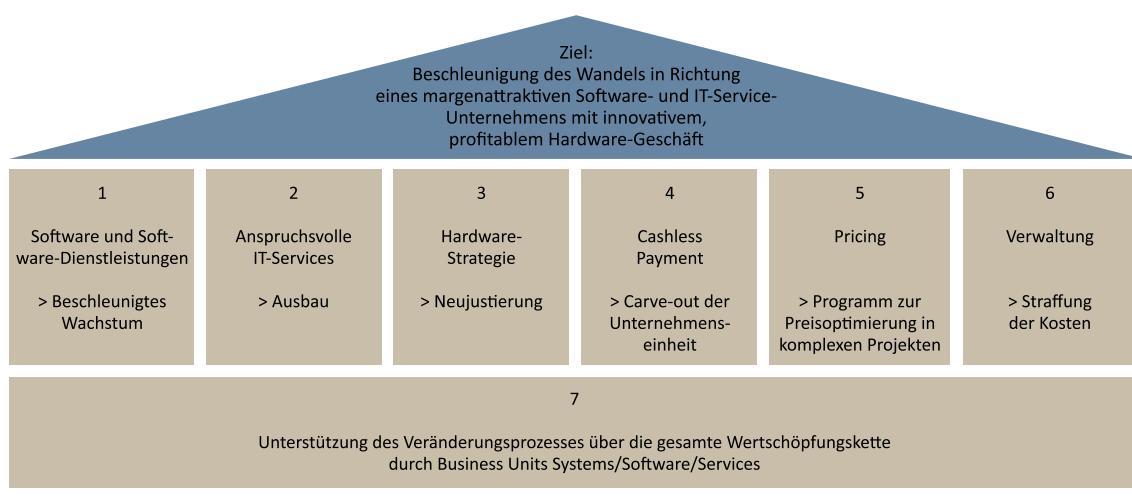 Ziel:
Beschleunigung des Wandels in Richtung
eines margenattraktiven Software- und IT-Service-
Unternehmens mit innovativem,
profitablem Hardware-Geschäft
1
Software und Soft-
ware-Dienstleistungen
> Beschleunigtes
Wachstum
2
Anspruchsvolle
IT-Services
> Ausbau
3
Hardware-
Strategie
> Neujustierung
4
Cashless
Payment
> Carve-out der
Unternehmens-
einheit
5
Pricing
> Programm zur
Preisoptimierung in
komplexen Projekten
6
Verwaltung
> Straffung
der Kosten
7
Unterstützung des Veränderungsprozesses über die gesamte Wertschöpfungskette
durch Business Units Systems/Software/Services